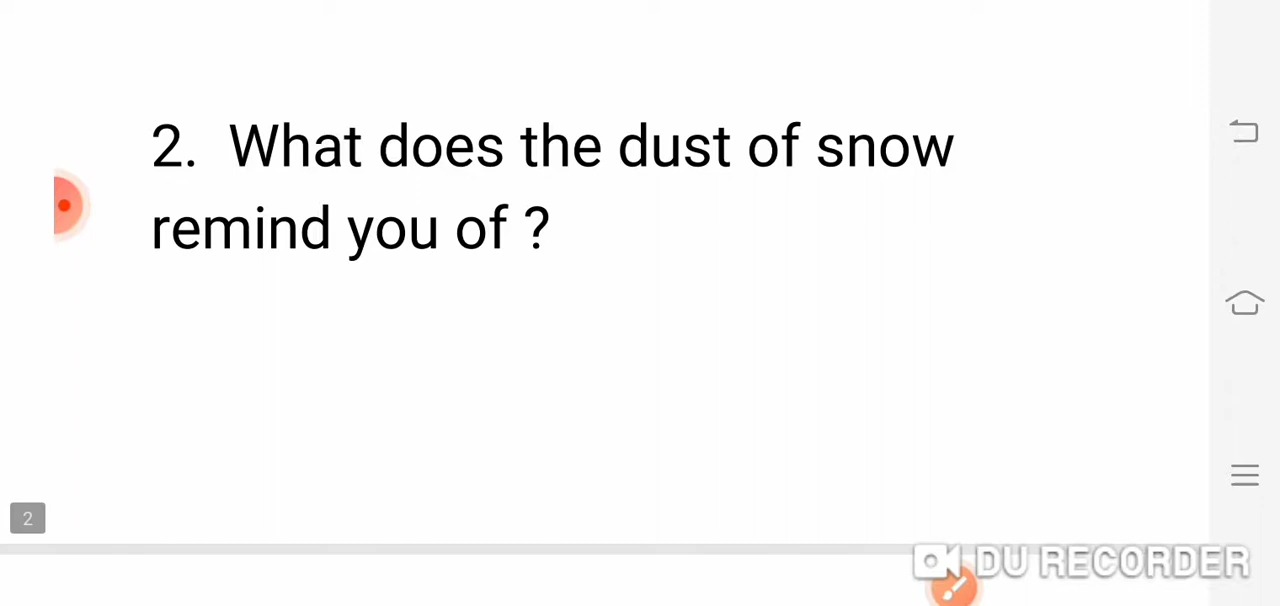 2. What does the dust of snow
remind you of ?
2
DU RECORDER